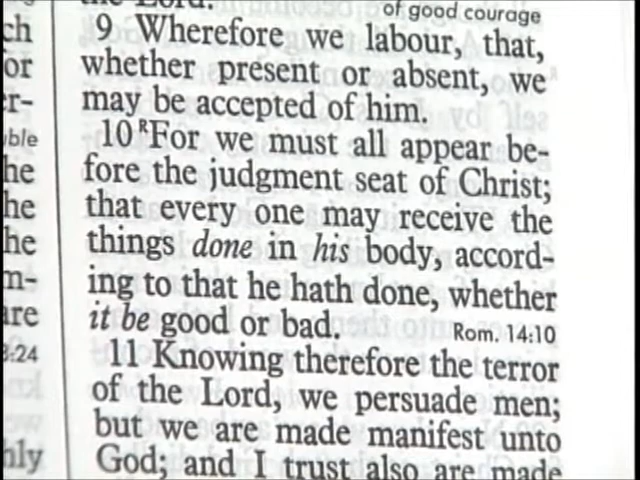 the Lord.
of good courage
9 Wherefore we labour, that,
whether present or absent, we
may be accepted of him.
10 RFor we must all appear be-
fore the judgment seat of Christ;
that every one may receive the
things done in his body, accord-
ing to that he hath done, whether
it be good or bad.
Rom. 14:10
11 Knowing therefore the terror
of the Lord, we persuade men;
but we are made manifest unto
God; and I trust also are made